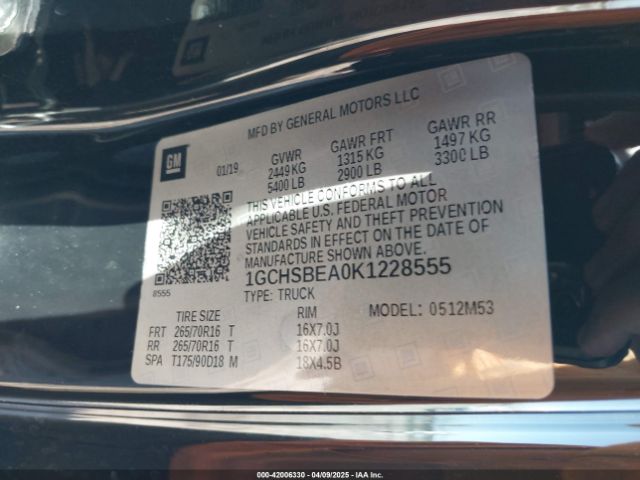 MFD BY GENERAL MOTORS LLC
GM
01/19
GVWR GAWR FRT GAWR RR
2449 KG 1315 KG 1497 KG
5400 LB 2900 LB 3300 LB
THIS VEHICLE CONFORMS TO ALL
APPLICABLE U.S. FEDERAL MOTOR
VEHICLE SAFETY AND THEFT PREVENTION
STANDARDS IN EFFECT ON THE DATE OF
MANUFACTURE SHOWN ABOVE.
8555
1GCHSBEA0K1228555
TYPE: TRUCK
MODEL: 0512M53
TIRE SIZE RIM
FRT 265/70R16 T 16X7.0J
RR 265/70R16 T 16X7.0J
SPA T175/90D18 M 18X4.5B
000-42006330 - 04/09/2025 - IAA Inc.